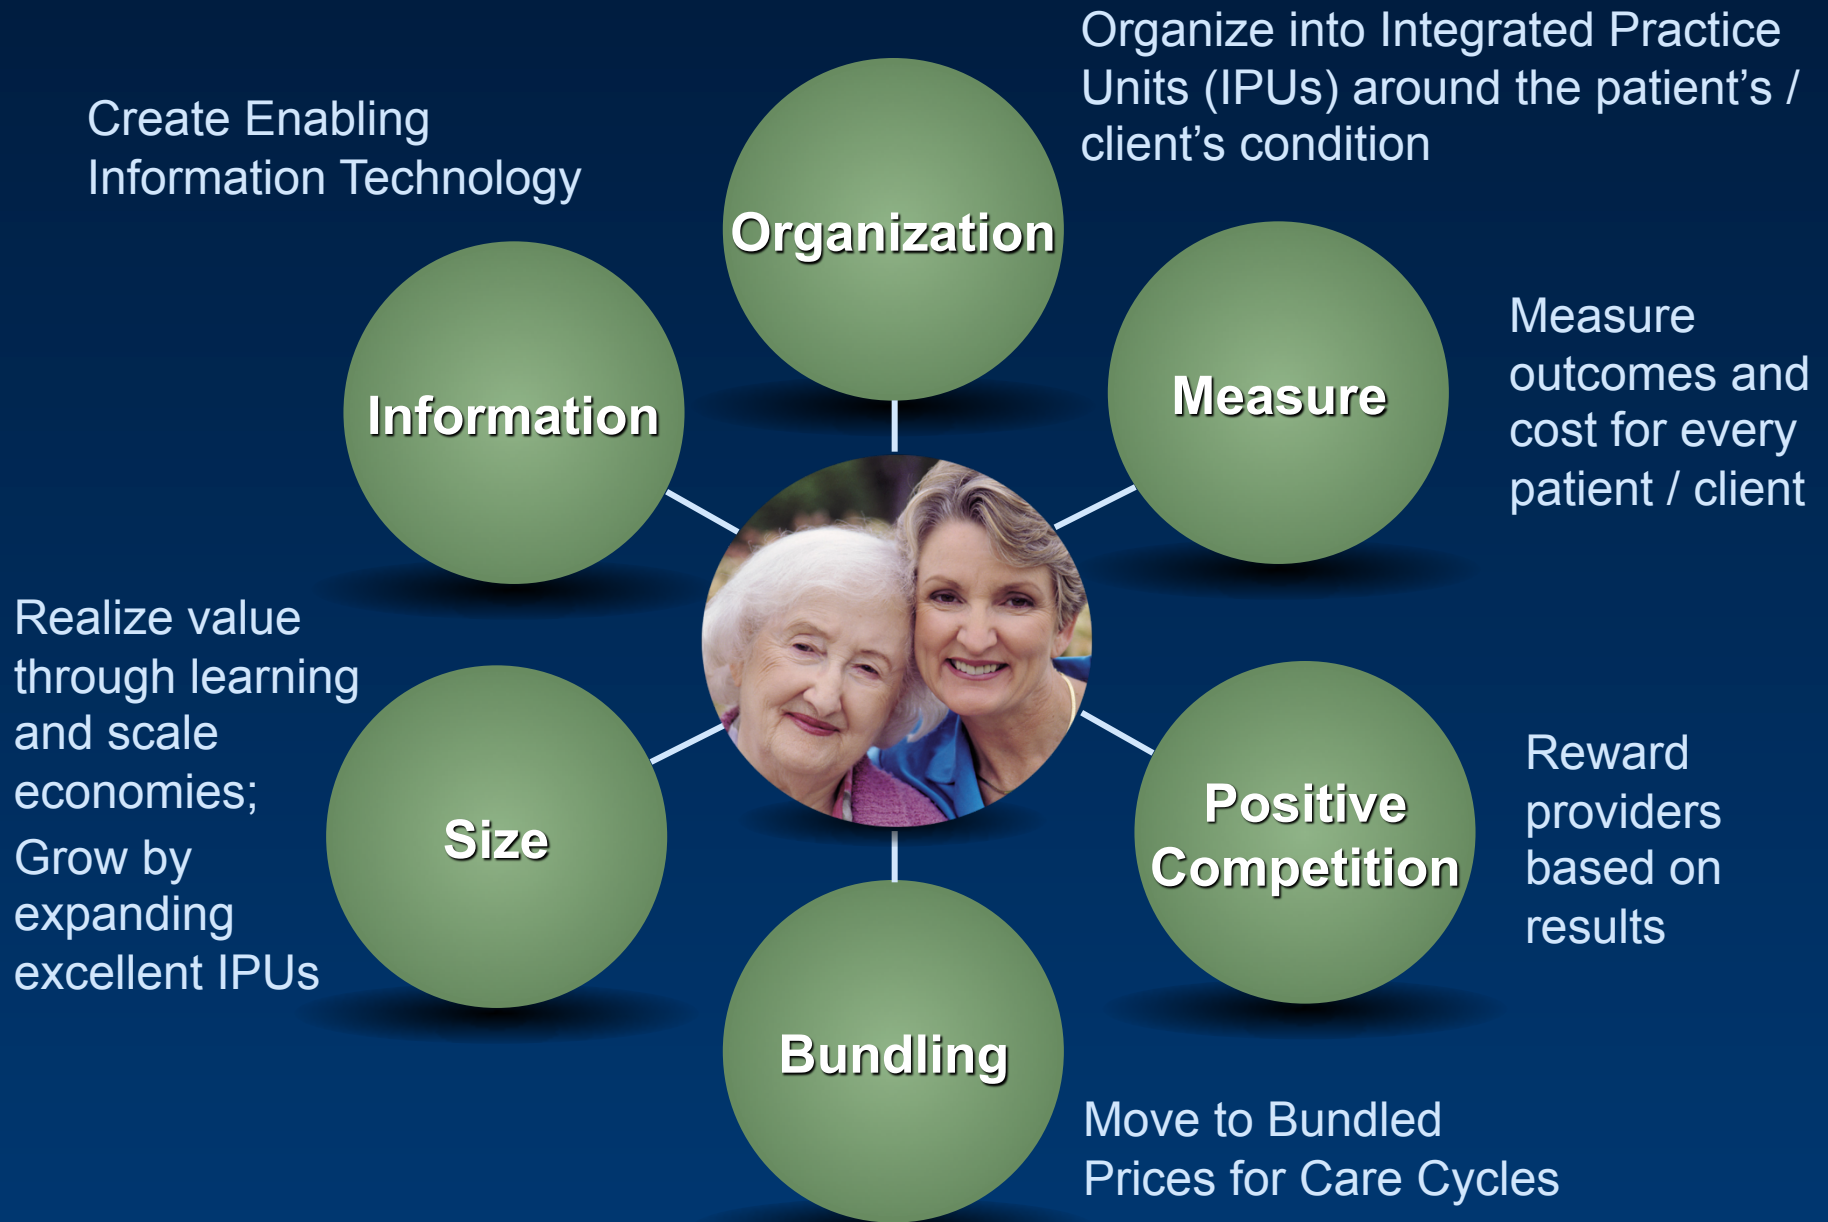 Organize into Integrated Practice
Units (IPUs) around the patient’s /
client’s condition
Create Enabling
Information Technology
Organization
Information
Measure
Measure
outcomes and
cost for every
patient / client
Realize value
through learning
and scale
economies;
Grow by
expanding
excellent IPUs
Size
Positive
Competition
Reward
providers
based on
results
Bundling
Move to Bundled
Prices for Care Cycles